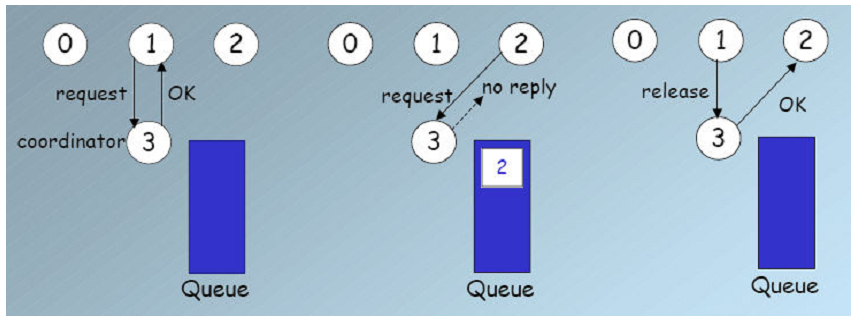 0 1 2
request OK
coordinator 3
Queue
0 1 2
request no reply
3
2
Queue
0 1 2
release
3 OK
Queue